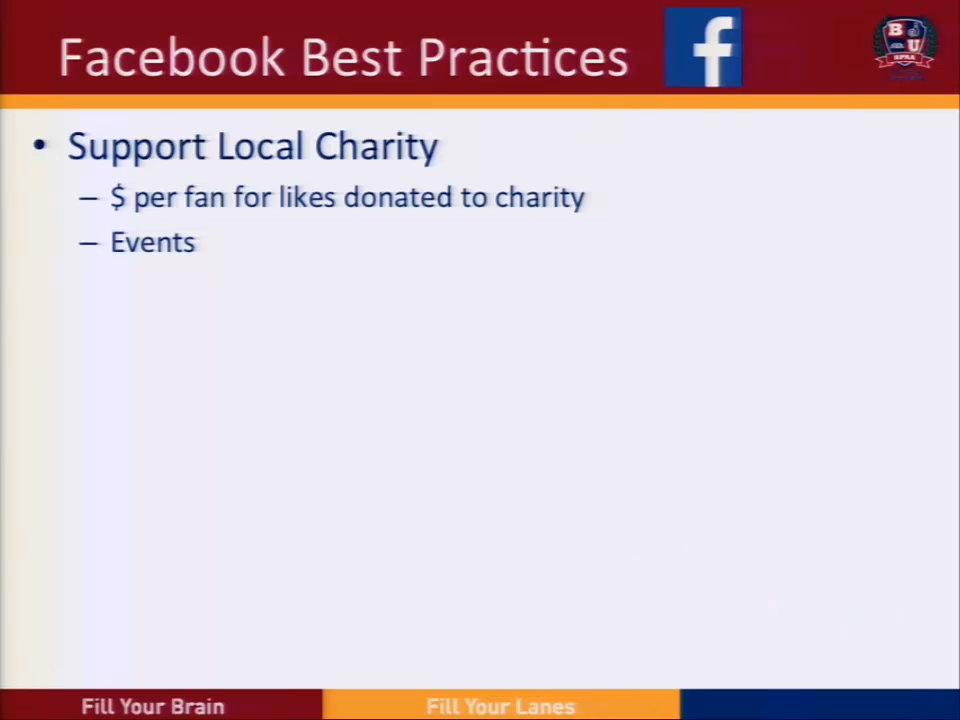 Facebook Best Practices
f
B U
• Support Local Charity
– $ per fan for likes donated to charity
– Events
Fill Your Brain
Fill Your Lanes